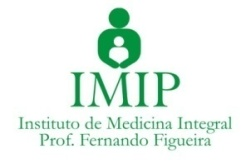 IMIP
Instituto de Medicina Integral
Prof. Fernando Figueira